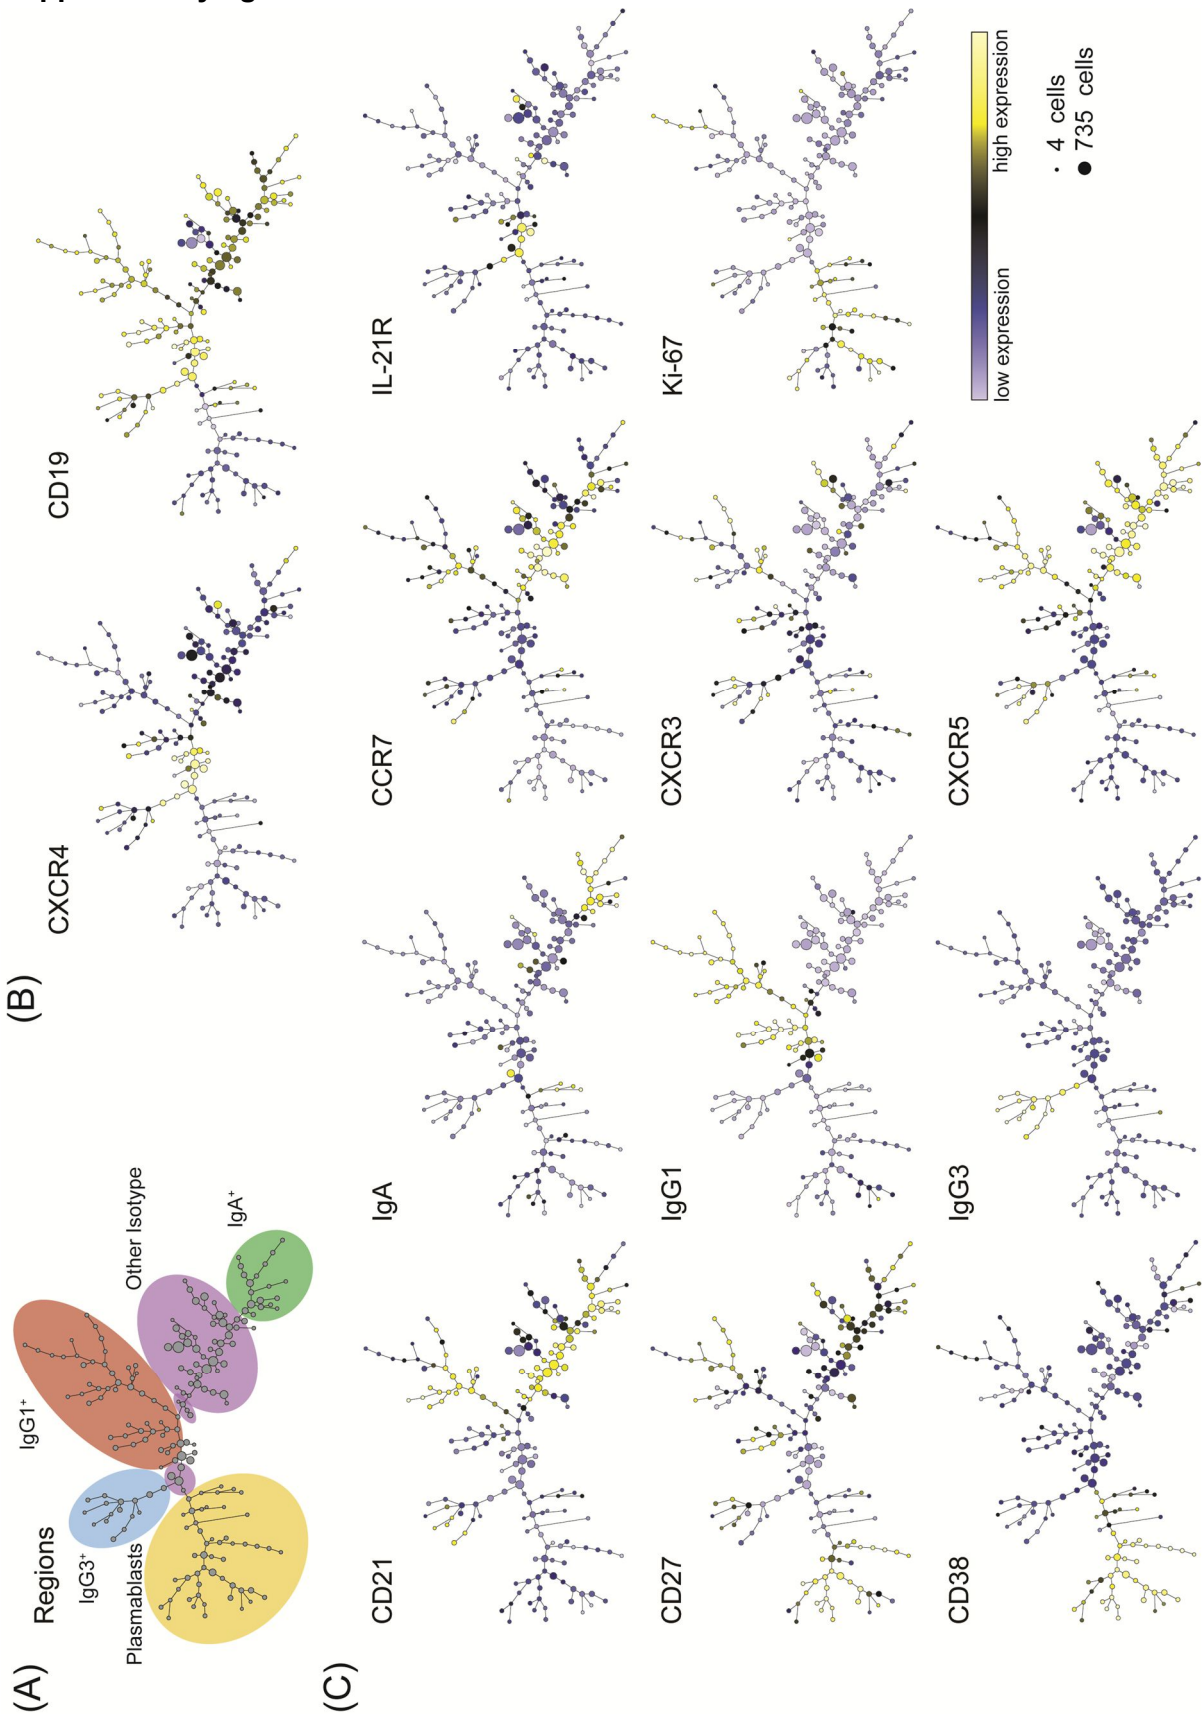 (A)
Regions
IgG3⁺
IgG1⁺
Plasmablasts
Other Isotype
IgA⁺
(B)
CXCR4
CD19
(C)
CD21
IgA
CCR7
IL-21R
CD27
IgG1
CXCR3
Ki-67
CD38
IgG3
CXCR5
low expression
high expression
4 cells
735 cells